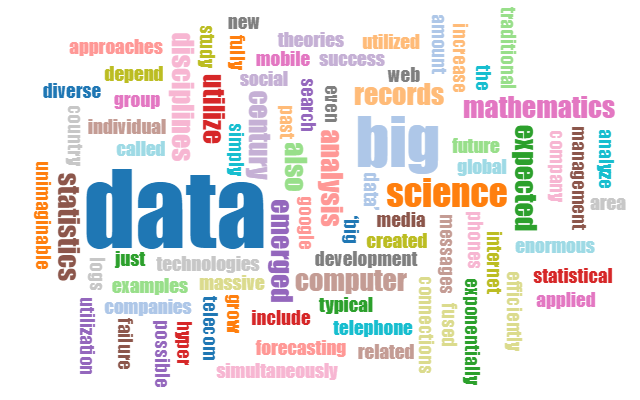 new
traditional
approaches
disciplines
study
fully
theories
utilized
amount
increase
depend
mobile
success
the
diverse
group
utilize
social
web
records
mathematics
country
individual
century
search
even
past
big
called
simply
also
analysis
future
expected
company
management
analyze
global
unimaginable
statistics
data
data'
science
area
emerged
google
'big
media
created
messages
phones
internet
enormous
just
technologies
development
logs
examples
massive
computer
connections
fused
exponentially
efficiently
statistical
utilization
companies
telecom
grow
include
typical
applied
failure
possible
hyper
telephone
forecasting
related
simultaneously